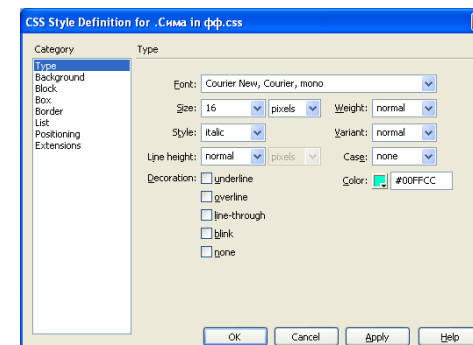 CSS Style Definition for .Сима in фф.css
Category
Type
Type
Background
Block
Box
Border
List
Positioning
Extensions
Font: Courier New, Courier, mono
Size: 16 pixels Weight: normal
Style: italic Variant: normal
Line height: normal pixels Case: none
Decoration: underline Color: #00FFCC
overline
line-through
blink
none
OK Cancel Apply Help